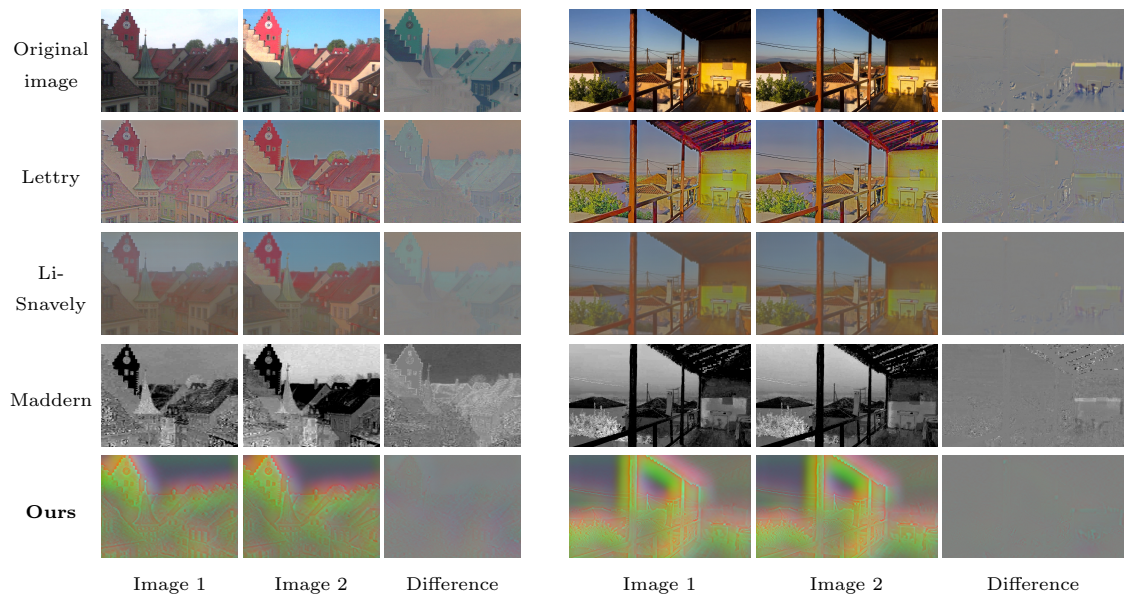 Original
image
Lettry
Li-
Snavely
Maddern
Ours
Image 1 Image 2 Difference Image 1 Image 2 Difference